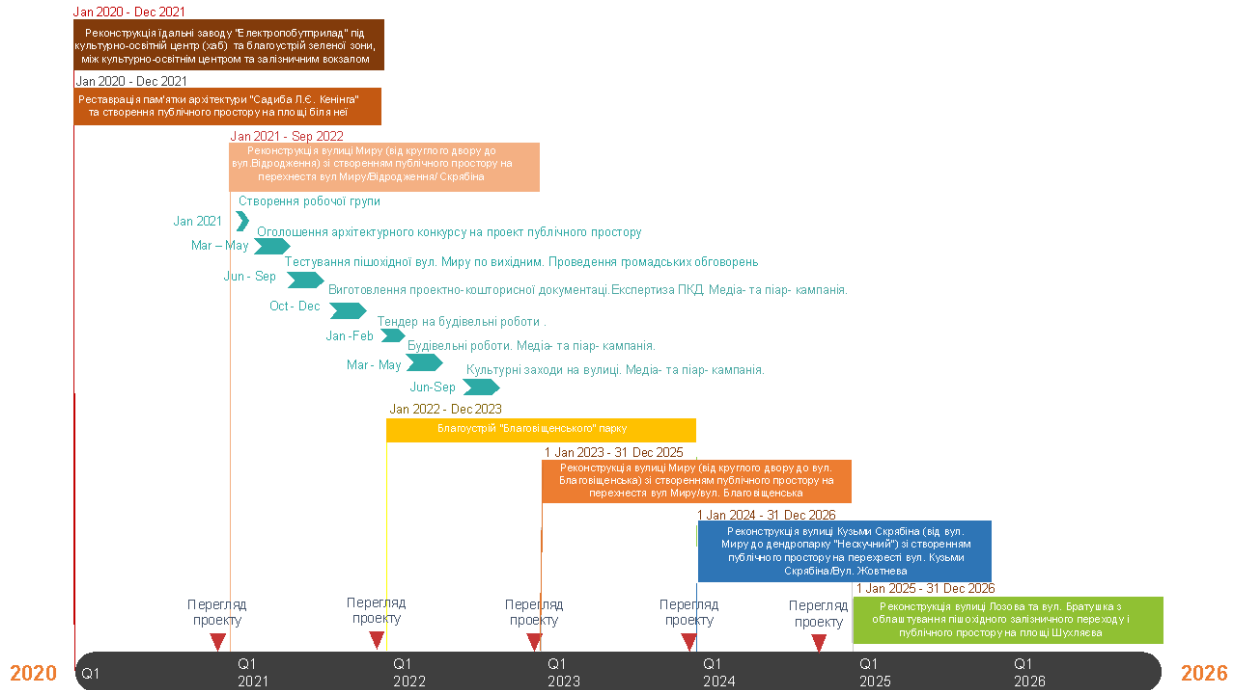 Jan 2020 - Dec 2021
Реконструкція їдальні заводу "Електропобутприлад" під
культурно-освітній центр (хаб) та благоустрій зеленої зони,
між культурно-освітнім центром та залізничним вокзалом
Jan 2020 - Dec 2021
Реставрація пам'ятки архітектури "Садиба Л.Є. Кенінга"
та створення публічного простору на площі біля неї
Jan 2021 - Sep 2022
Реконструкція вулиці Миру (від круглого двору до
вул.Відродження) зі створенням публічного простору на
перехнестя вул Миру/Відродження/ Скрябіна
Створення робочої групи
Jan 2021
Оголошення архітектурного конкурсу на проект публічного простору
Mar – May
Тестування пішохідної вул. Миру по вихідним. Проведення громадських обговорень
Jun - Sep
Виготовлення проектно-кошторисної документаці.Експертиза ПКД. Медіа- та піар- кампанія.
Oct - Dec
Тендер на будівельні роботи .
Jan -Feb
Будівельні роботи. Медіа- та піар- кампанія.
Mar - May
Культурні заходи на вулиці. Медіа- та піар- кампанія.
Jun-Sep
Jan 2022 - Dec 2023
Благоустрій "Благовіщенського" парку
1 Jan 2023 - 31 Dec 2025
Реконструкція вулиці Миру (від круглого двору до вул.
Благовіщенська) зі створенням публічного простору на
перехнестя вул Миру/вул. Благовіщенська
1 Jan 2024 - 31 Dec 2026
Реконструкція вулиці Кузьми Скрябіна (від вул.
Миру до дендропарку "Нескучний") зі створенням
публічного простору на перехресті вул. Кузьми
Скрябіна/Вул. Жовтнева
1 Jan 2025 - 31 Dec 2026
Реконструкція вулиці Лозова та вул. Братушка з
облаштування пішохідного залізничного переходу і
публічного простору на площі Шухляєва
Перегляд
проекту
Перегляд
проекту
Перегляд
проекту
Перегляд
проекту
Перегляд
проекту
2020
Q1
Q1
2021
Q1
2022
Q1
2023
Q1
2024
Q1
2025
Q1
2026
2026